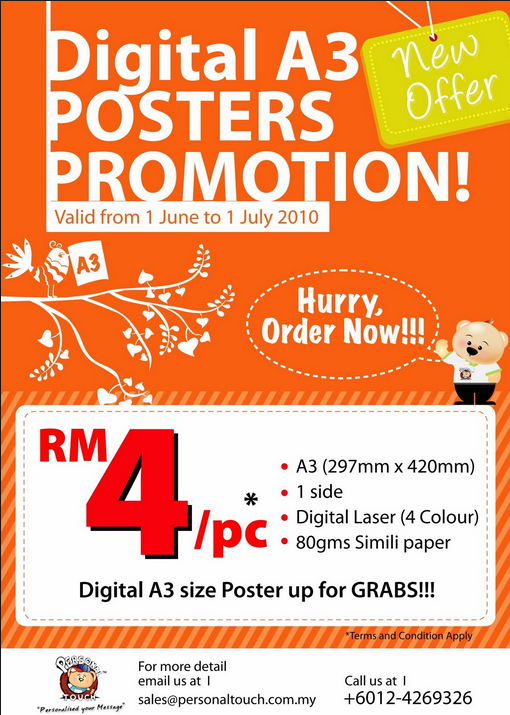 Digital A3
POSTERS
PROMOTION!
New
Offer
Valid from 1 June to 1 July 2010
A3
Hurry,
Order Now!!!
RM4/pc*
• A3 (297mm x 420mm)
• 1 side
• Digital Laser (4 Colour)
• 80gms Simili paper
Digital A3 size Poster up for GRABS!!!
*Terms and Condition Apply
PERSONAL
TOUCH
"Personalised your Message"
For more detail
email us at I
sales@personaltouch.com.my
Call us at I
+6012-4269326